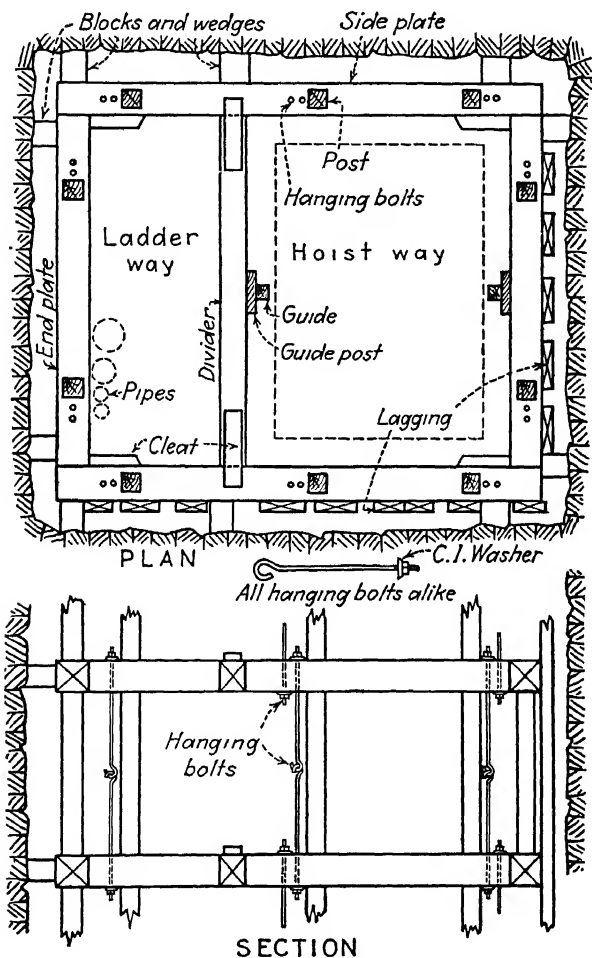 Blocks and wedges
Side plate
Post
Hanging bolts
Ladder
way
Hoist way
End plate
Divider
Guide
Guide post
Pipes
Cleat
Lagging
PLAN
C.I. Washer
All hanging bolts alike
Hanging
bolts
SECTION